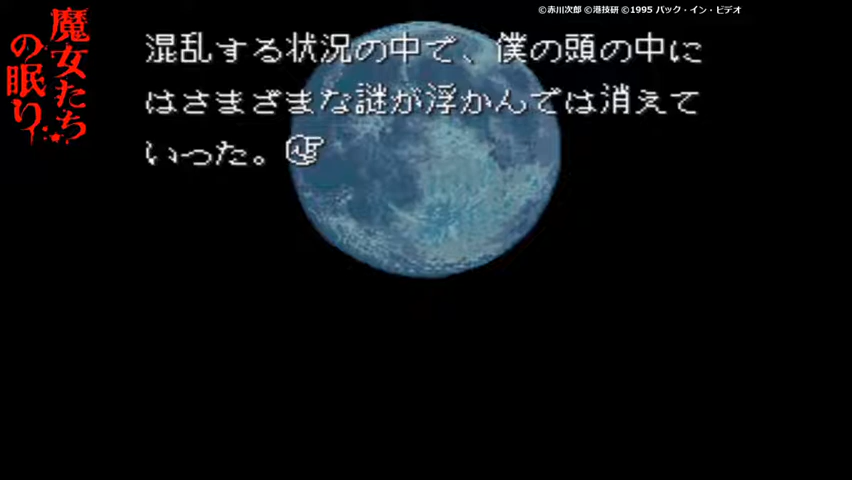 ©赤川次郎 ©港技研 ©1995 パック・イン・ビデオ
魔女たち
の眠り
混乱する状況の中で、僕の頭の中に
はさまざまな謎が浮かんでは消えて
いった。